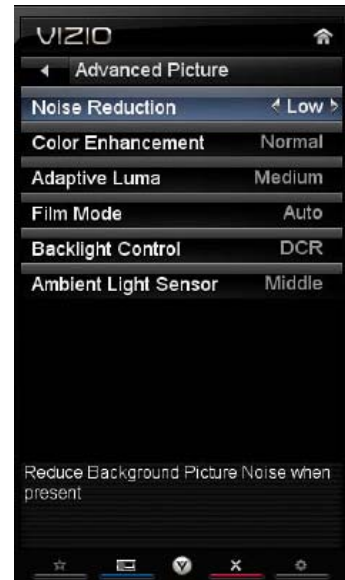 VIZIO
Advanced Picture
Noise Reduction Low
Color Enhancement Normal
Adaptive Luma Medium
Film Mode Auto
Backlight Control DCR
Ambient Light Sensor Middle
Reduce Background Picture Noise when
present